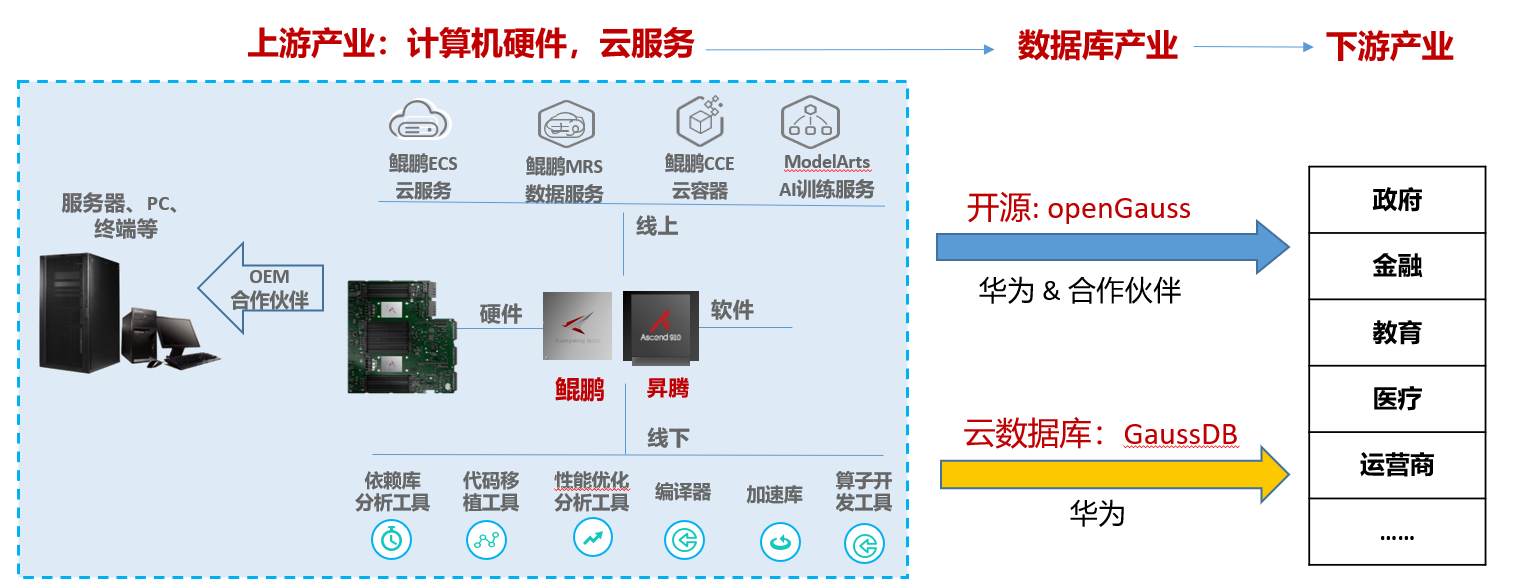 上游产业：计算机硬件，云服务
数据库产业
下游产业
鲲鹏ECS
云服务
鲲鹏MRS
数据服务
鲲鹏CCE
云容器
ModelArts
AI训练服务
服务器、PC、
终端等
线上
OEM
合作伙伴
硬件
软件
Ascend 910
鲲鹏
昇腾
线下
依赖库
分析工具
代码移
植工具
性能优化
分析工具
编译器
加速库
算子开
发工具
开源: openGauss
华为 & 合作伙伴
云数据库：GaussDB
华为
政府
金融
教育
医疗
运营商
……